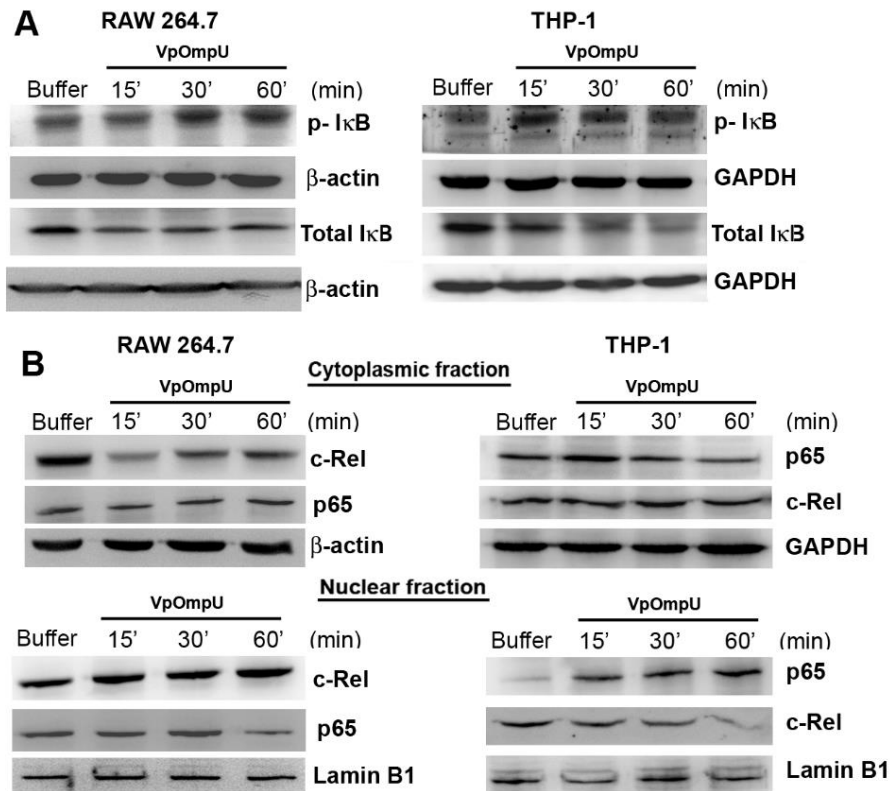 A RAW 264.7 THP-1
VpOmpU VpOmpU
Buffer 15’ 30’ 60’ (min) Buffer 15’ 30’ 60’ (min)
p- IκB p- IκB
β-actin GAPDH
Total IκB Total IκB
β-actin GAPDH
B RAW 264.7 THP-1
Cytoplasmic fraction
VpOmpU VpOmpU
Buffer 15’ 30’ 60’ (min) Buffer 15’ 30’ 60’ (min)
c-Rel p65
p65 c-Rel
β-actin GAPDH
Nuclear fraction
VpOmpU VpOmpU
Buffer 15’ 30’ 60’ (min) Buffer 15’ 30’ 60’ (min)
c-Rel p65
p65 c-Rel
Lamin B1 Lamin B1